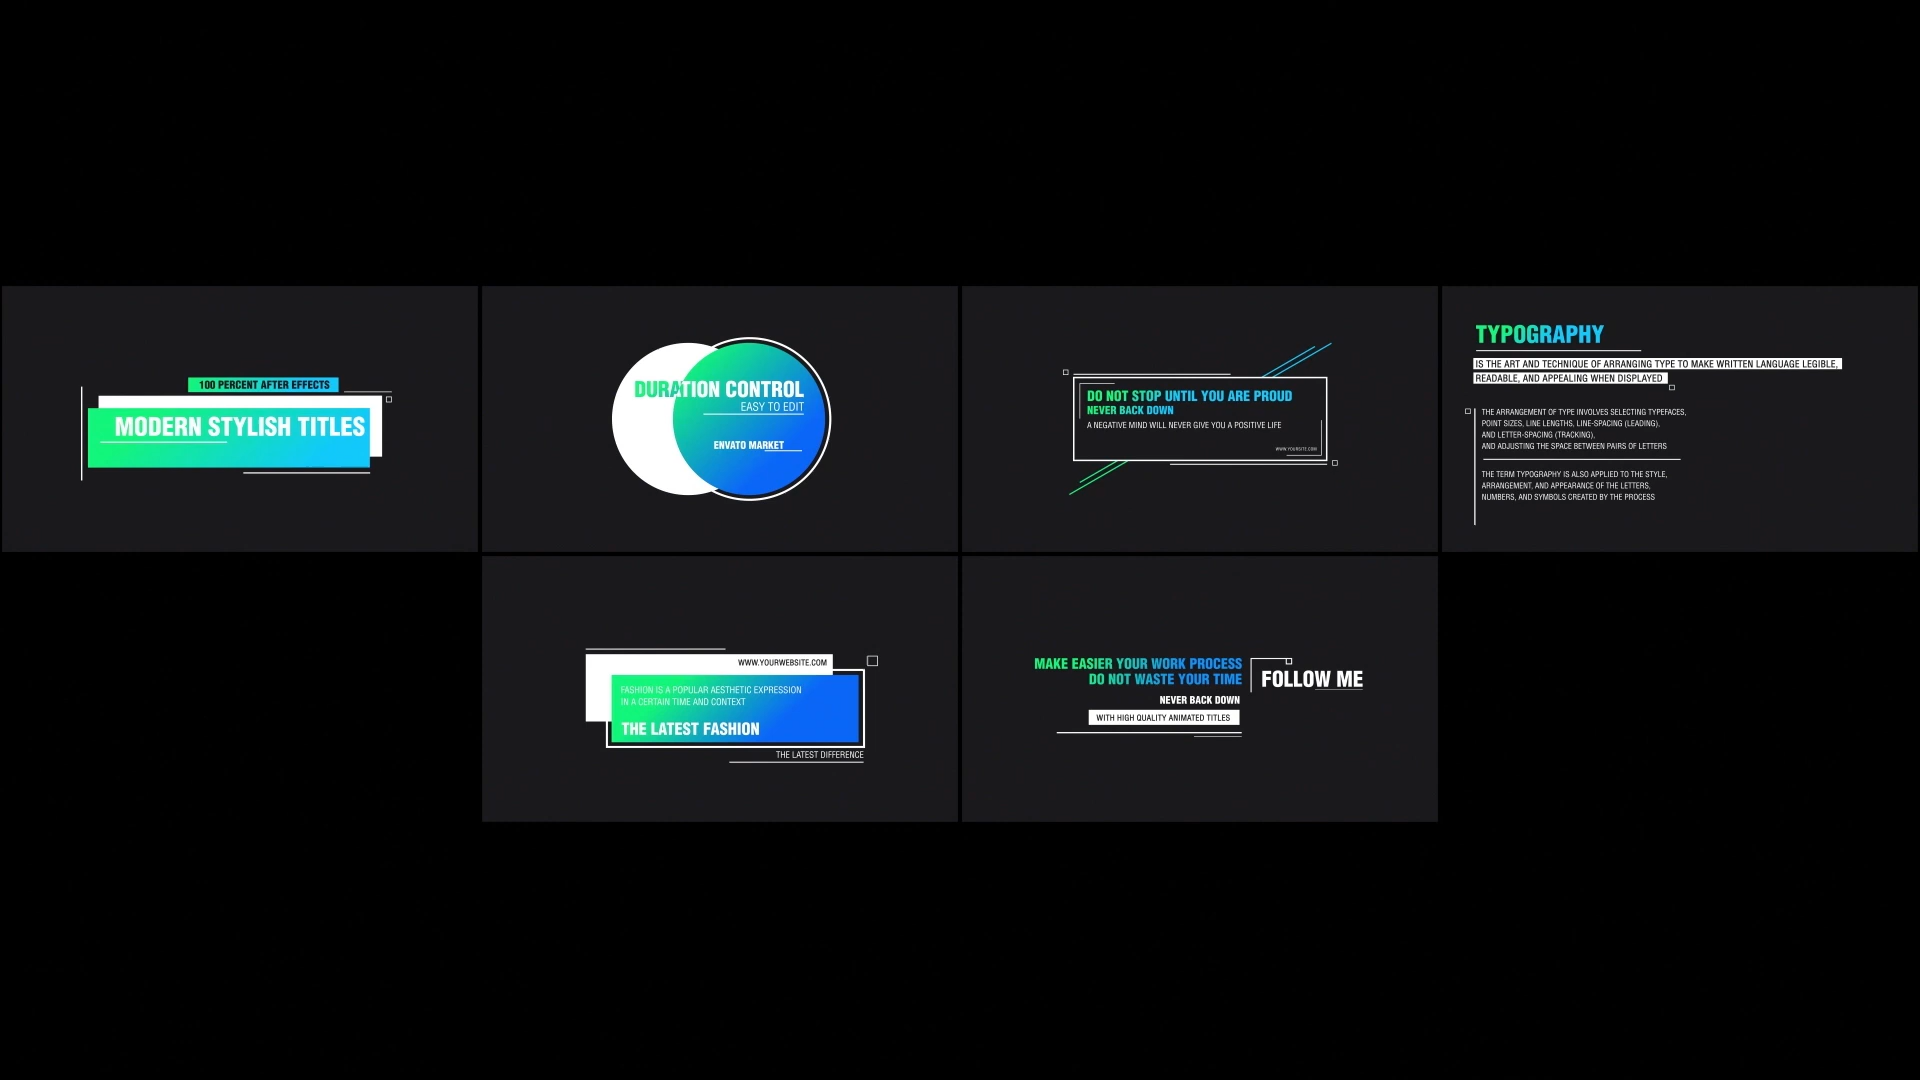 100 PERCENT AFTER EFFECTS
MODERN STYLISH TITLES
DURATION CONTROL
EASY TO EDIT
ENVATO MARKET
DO NOT STOP UNTIL YOU ARE PROUD
NEVER BACK DOWN
A NEGATIVE MIND WILL NEVER GIVE YOU A POSITIVE LIFE
WWW.YOURSITE.COM
TYPOGRAPHY
IS THE ART AND TECHNIQUE OF ARRANGING TYPE TO MAKE WRITTEN LANGUAGE LEGIBLE,
READABLE, AND APPEALING WHEN DISPLAYED
THE ARRANGEMENT OF TYPE INVOLVES SELECTING TYPEFACES,
POINT SIZES, LINE LENGTHS, LINE-SPACING (LEADING),
AND LETTER-SPACING (TRACKING),
AND ADJUSTING THE SPACE BETWEEN PAIRS OF LETTERS
THE TERM TYPOGRAPHY IS ALSO APPLIED TO THE STYLE,
ARRANGEMENT, AND APPEARANCE OF THE LETTERS,
NUMBERS, AND SYMBOLS CREATED BY THE PROCESS
WWW.YOURWEBSITE.COM
FASHION IS A POPULAR AESTHETIC EXPRESSION
IN A CERTAIN TIME AND CONTEXT
THE LATEST FASHION
THE LATEST DIFFERENCE
MAKE EASIER YOUR WORK PROCESS
DO NOT WASTE YOUR TIME
FOLLOW ME
NEVER BACK DOWN
WITH HIGH QUALITY ANIMATED TITLES